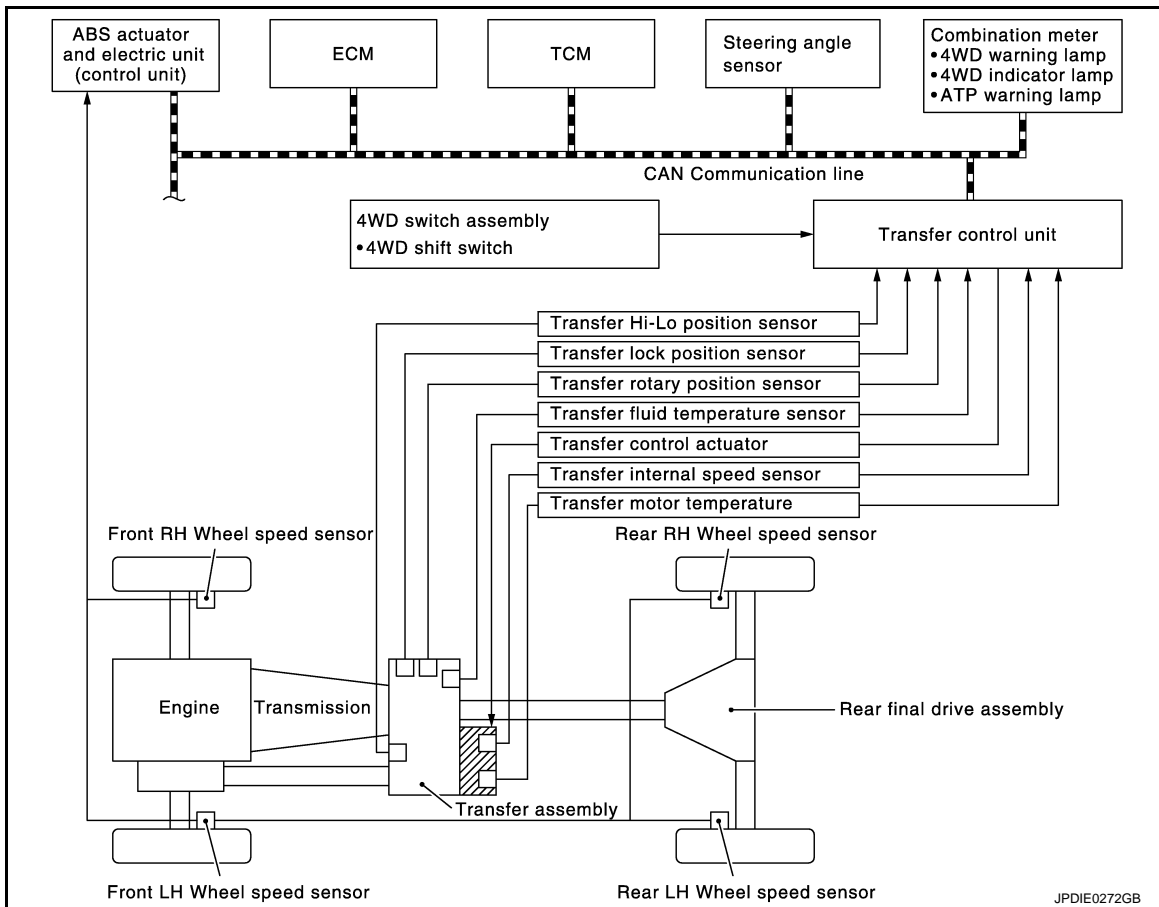 ABS actuator
and electric unit
(control unit)
ECM
TCM
Steering angle
sensor
Combination meter
•4WD warning lamp
•4WD indicator lamp
•ATP warning lamp
CAN Communication line
4WD switch assembly
•4WD shift switch
Transfer control unit
Transfer Hi-Lo position sensor
Transfer lock position sensor
Transfer rotary position sensor
Transfer fluid temperature sensor
Transfer control actuator
Transfer internal speed sensor
Transfer motor temperature
Front RH Wheel speed sensor
Rear RH Wheel speed sensor
Engine
Transmission
Rear final drive assembly
Transfer assembly
Front LH Wheel speed sensor
Rear LH Wheel speed sensor
JPDIE0272GB